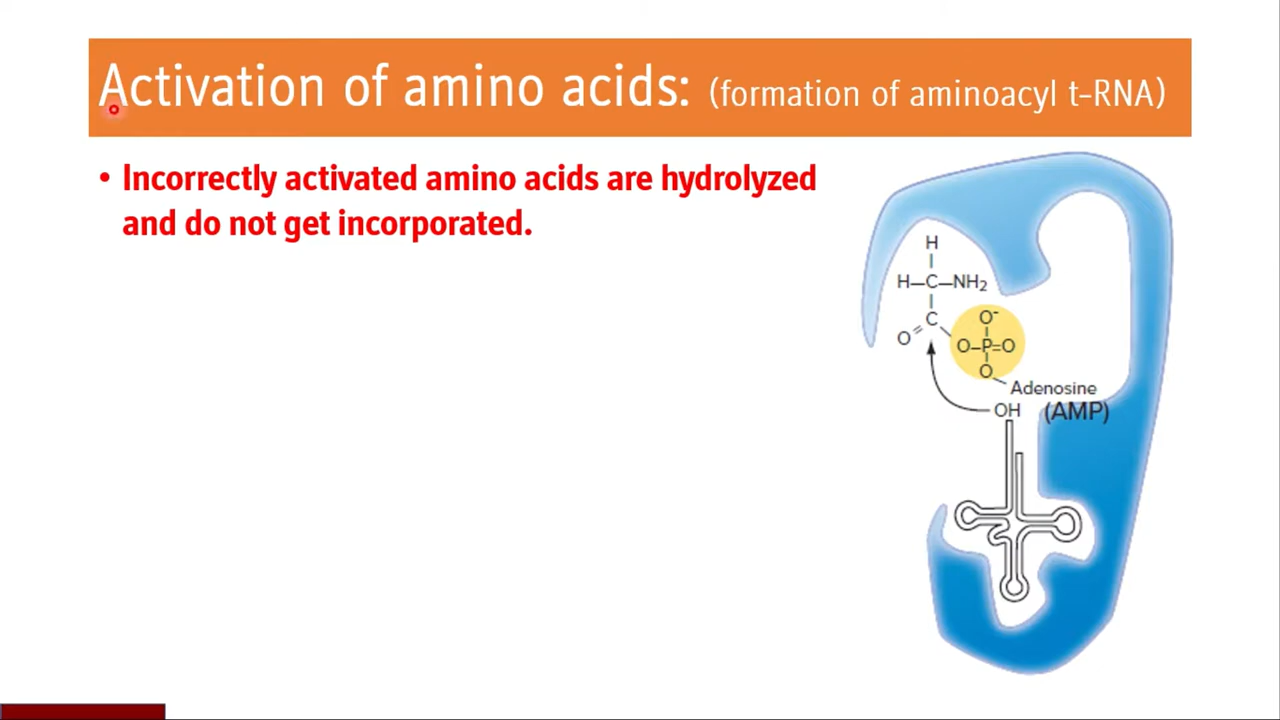 Activation of amino acids: (formation of aminoacyl t-RNA)
• Incorrectly activated amino acids are hydrolyzed
and do not get incorporated.
H
H–C–NH₂
C
O
O⁻
O–P=O
O
Adenosine
OH (AMP)